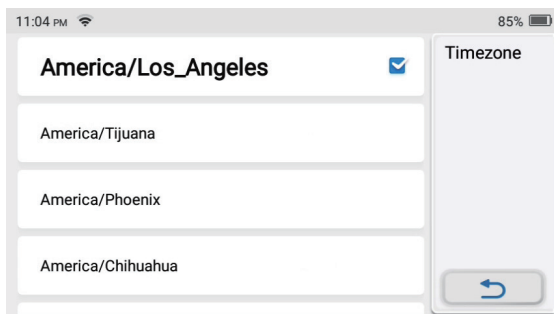 11:04 PM
85%
America/Los_Angeles
Timezone
America/Tijuana
America/Phoenix
America/Chihuahua